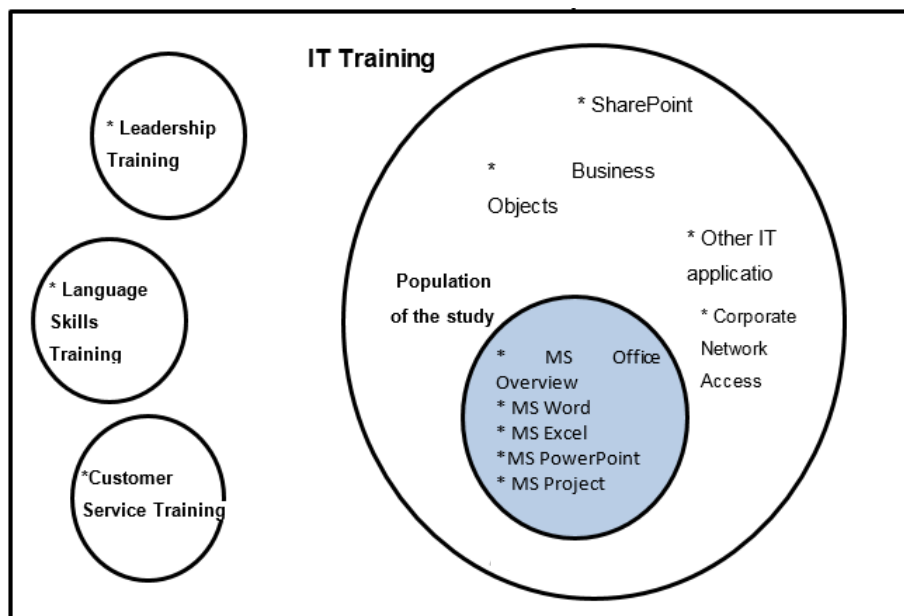 IT Training
* Leadership
Training
* Language
Skills
Training
*Customer
Service Training
* SharePoint
* Business
Objects
* Other IT
applicatio
* Corporate
Network
Access
Population
of the study
* MS Office
Overview
* MS Word
* MS Excel
*MS PowerPoint
* MS Project